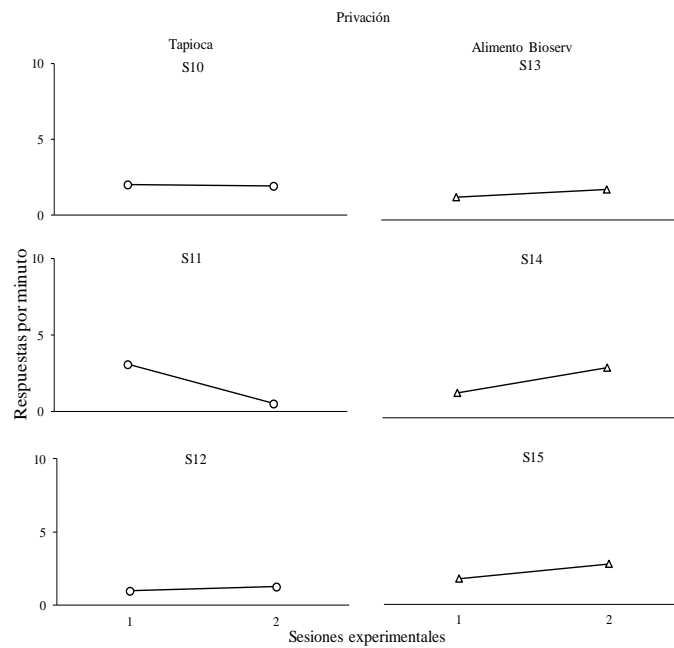 Privación
Tapioca
Alimento Bioserv
S10
S13
10
5
0
S11
S14
10
5
0
S12
S15
10
5
0
Respuestas por minuto
1
2
1
2
Sesiones experimentales